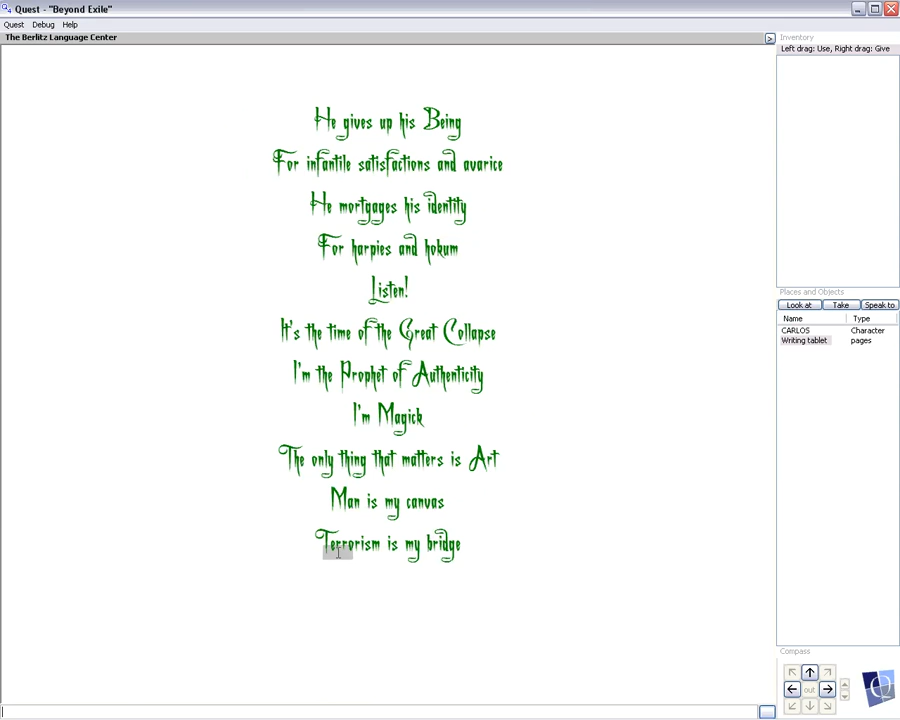 Quest - "Beyond Exile"
Quest Debug Help
The Berlitz Language Center
>
He gives up his Being
For infantile satisfactions and avarice
He mortgages his identity
For harpies and hokum
Listen!
It's the time of the Great Collapse
I'm the Prophet of Authenticity
I'm Magick
The only thing that matters is Art
Man is my canvas
Terrorism is my bridge
Inventory
Left drag: Use, Right drag: Give
Places and Objects
Look at Take Speak to
Name Type
CARLOS Character
Writing tablet pages
Compass
out